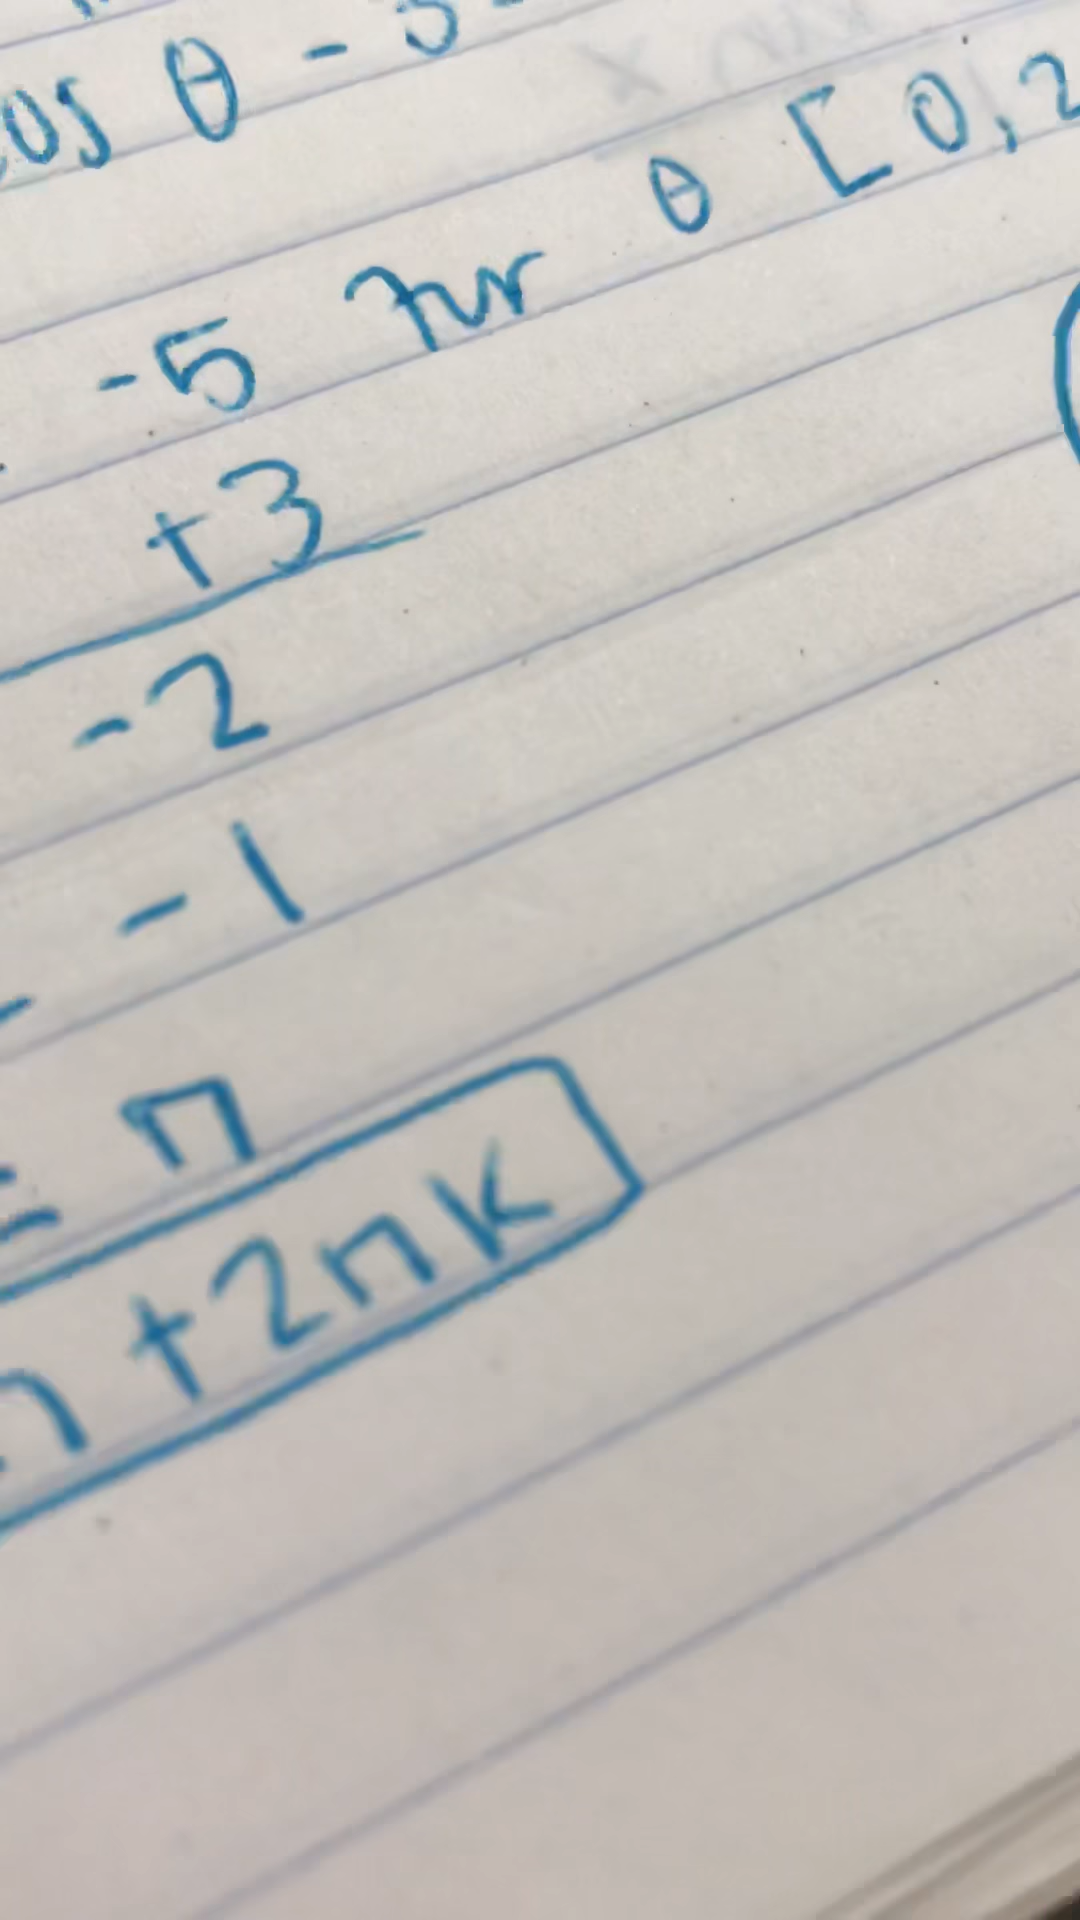 os θ - 3
-5 for θ [0, 2
+3
-2
- -1
= π
π + 2πk